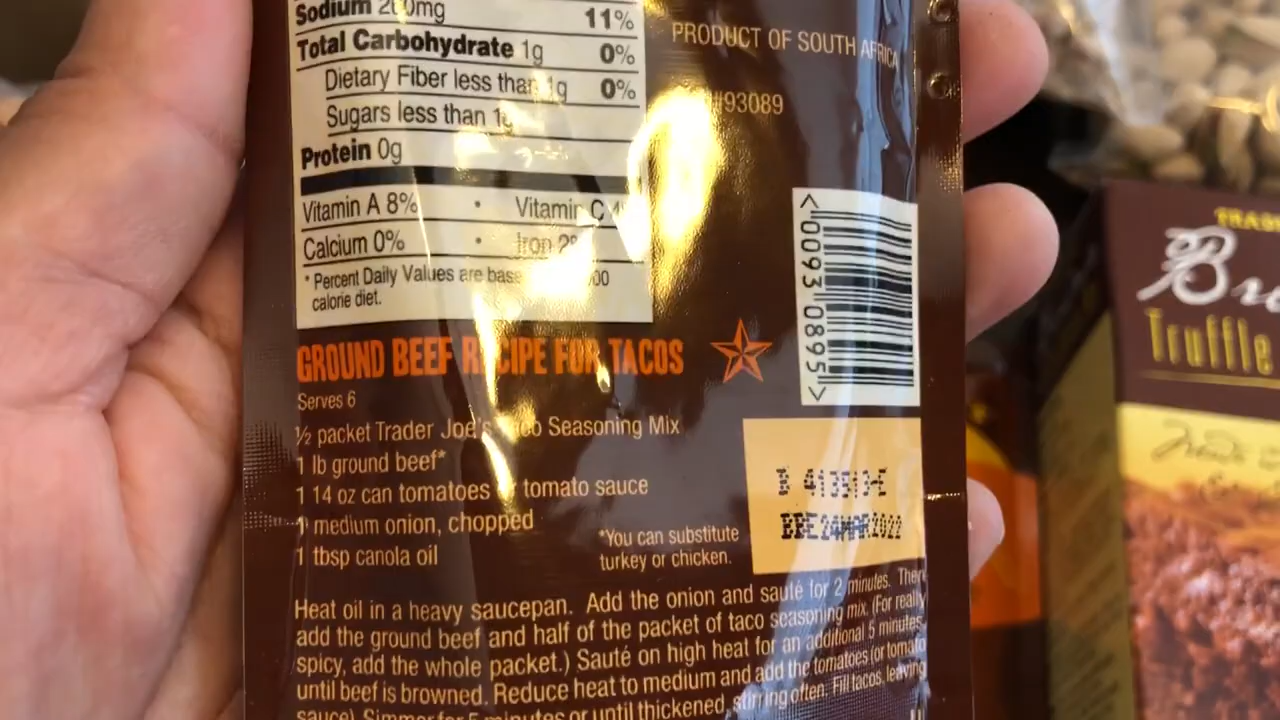 Sodium 260mg 11%
Total Carbohydrate 1g 0%
Dietary Fiber less than 1g 0%
Sugars less than 1g
Protein 0g
Vitamin A 8% • Vitamin C 4
Calcium 0% • Iron 2%
* Percent Daily Values are base 00
calorie diet.
PRODUCT OF SOUTH AFRICA
#93089
<0093 0895>
GROUND BEEF RECIPE FOR TACOS
Serves 6
½ packet Trader Joe's Taco Seasoning Mix
1 lb ground beef*
1 14 oz can tomatoes tomato sauce
1 medium onion, chopped
1 tbsp canola oil
*You can substitute
turkey or chicken.
B 413513-E
BBE24MAR2022
Heat oil in a heavy saucepan. Add the onion and sauté for 2 minutes. Then
add the ground beef and half of the packet of taco seasoning mix. (For really
spicy, add the whole packet.) Sauté on high heat for an additional 5 minutes,
until beef is browned. Reduce heat to medium and add the tomatoes (or tomato
sauce). Simmer for 5 minutes or until thickened, stirring often. Fill tacos, leaving
TRAD
Br
Truffle